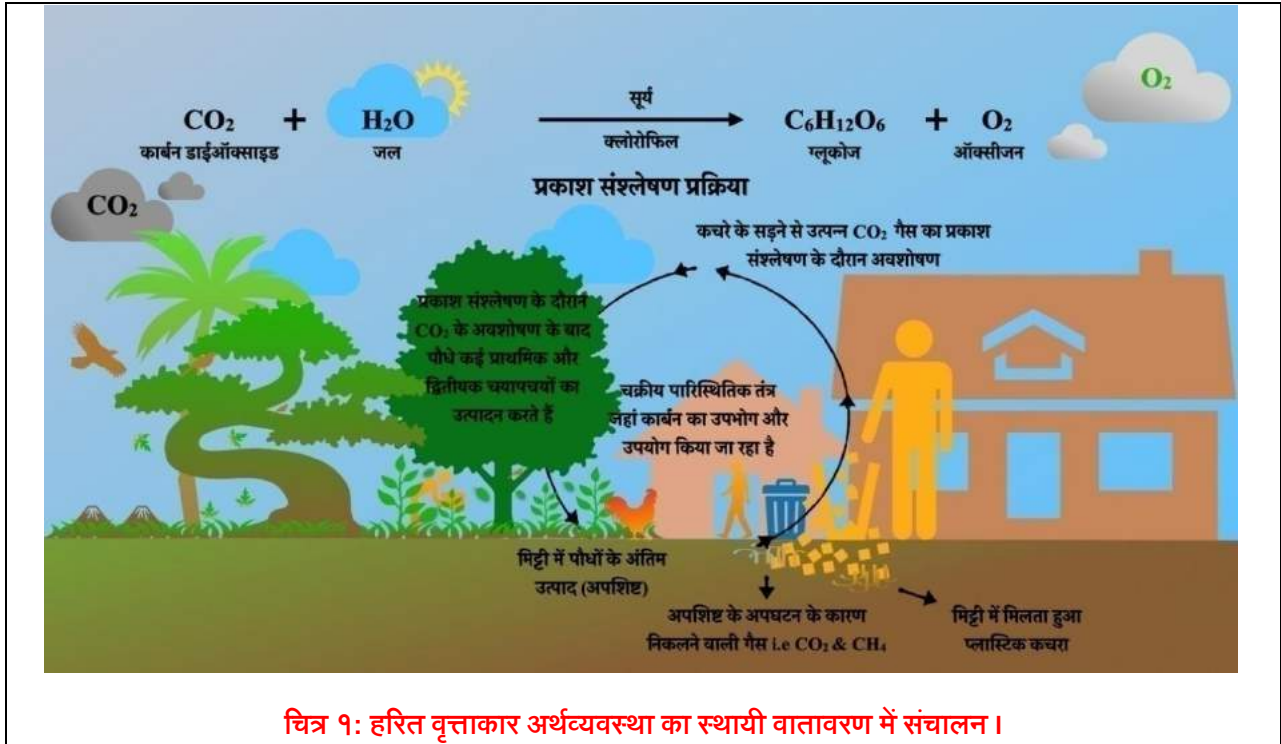 CO₂ + H₂O सूर्य C₆H₁₂O₆ + O₂
कार्बन डाईऑक्साइड जल क्लोरोफिल ग्लूकोज ऑक्सीजन
O₂
प्रकाश संश्लेषण प्रक्रिया
CO₂
कचरे के सड़ने से उत्पन्न CO₂ गैस का प्रकाश
संश्लेषण के दौरान अवशोषण
प्रकाश संश्लेषण के दौरान
CO₂ के अवशोषण के बाद
पौधे कई प्राथमिक और
द्वितीयक चयापचयों का
उत्पादन करते हैं
चक्रीय पारिस्थितिक तंत्र
जहां कार्बन का उपभोग और
उपयोग किया जा रहा है
मिट्टी में पौधों के अंतिम
उत्पाद (अपशिष्ट)
अपशिष्ट के अपघटन के कारण
निकलने वाली गैस i.e CO₂ & CH₄
मिट्टी में मिलता हुआ
प्लास्टिक कचरा
चित्र १: हरित वृत्ताकार अर्थव्यवस्था का स्थायी वातावरण में संचालन ।